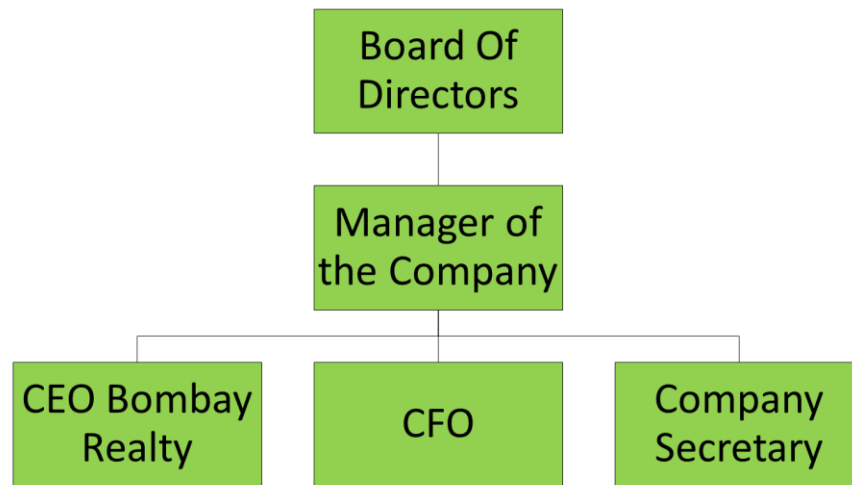 Board Of
Directors
Manager of
the Company
CEO Bombay
Realty
CFO
Company
Secretary